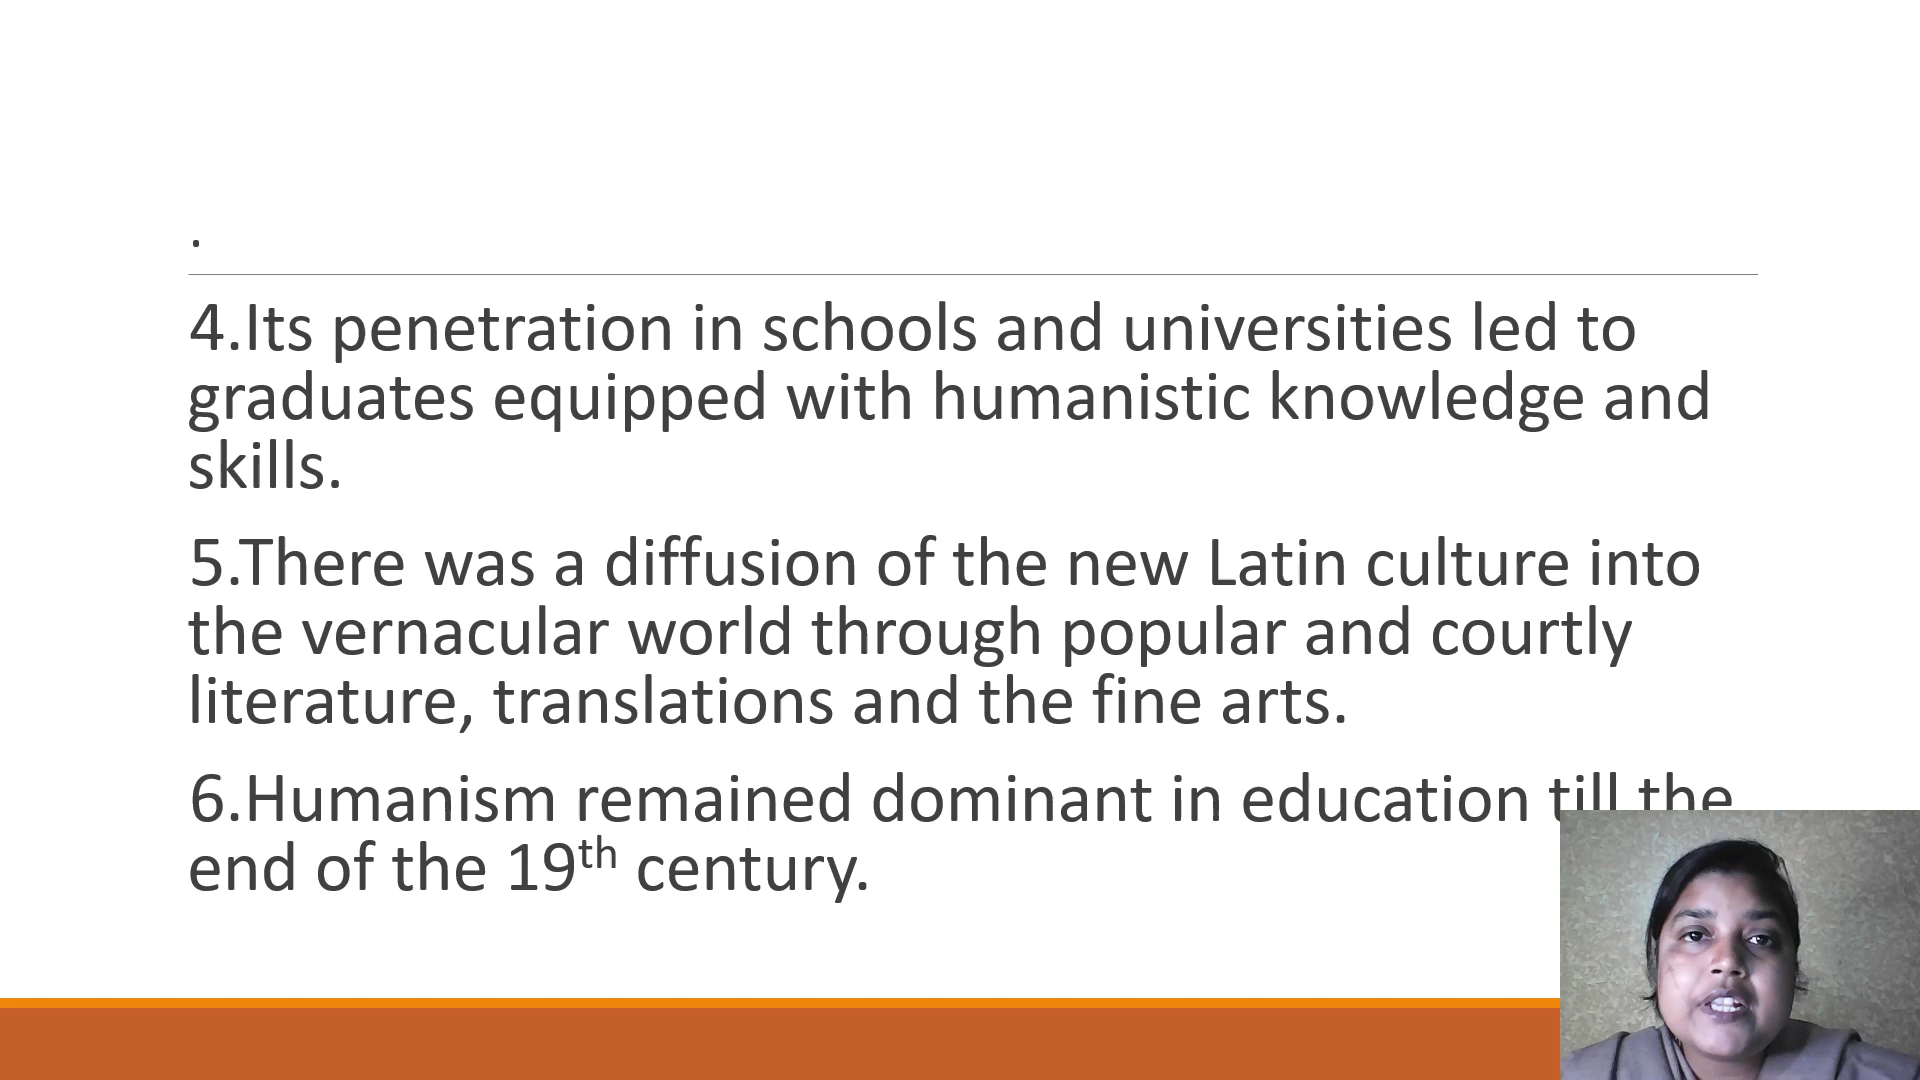 .
4.Its penetration in schools and universities led to
graduates equipped with humanistic knowledge and
skills.
5.There was a diffusion of the new Latin culture into
the vernacular world through popular and courtly
literature, translations and the fine arts.
6.Humanism remained dominant in education till the
end of the 19th century.